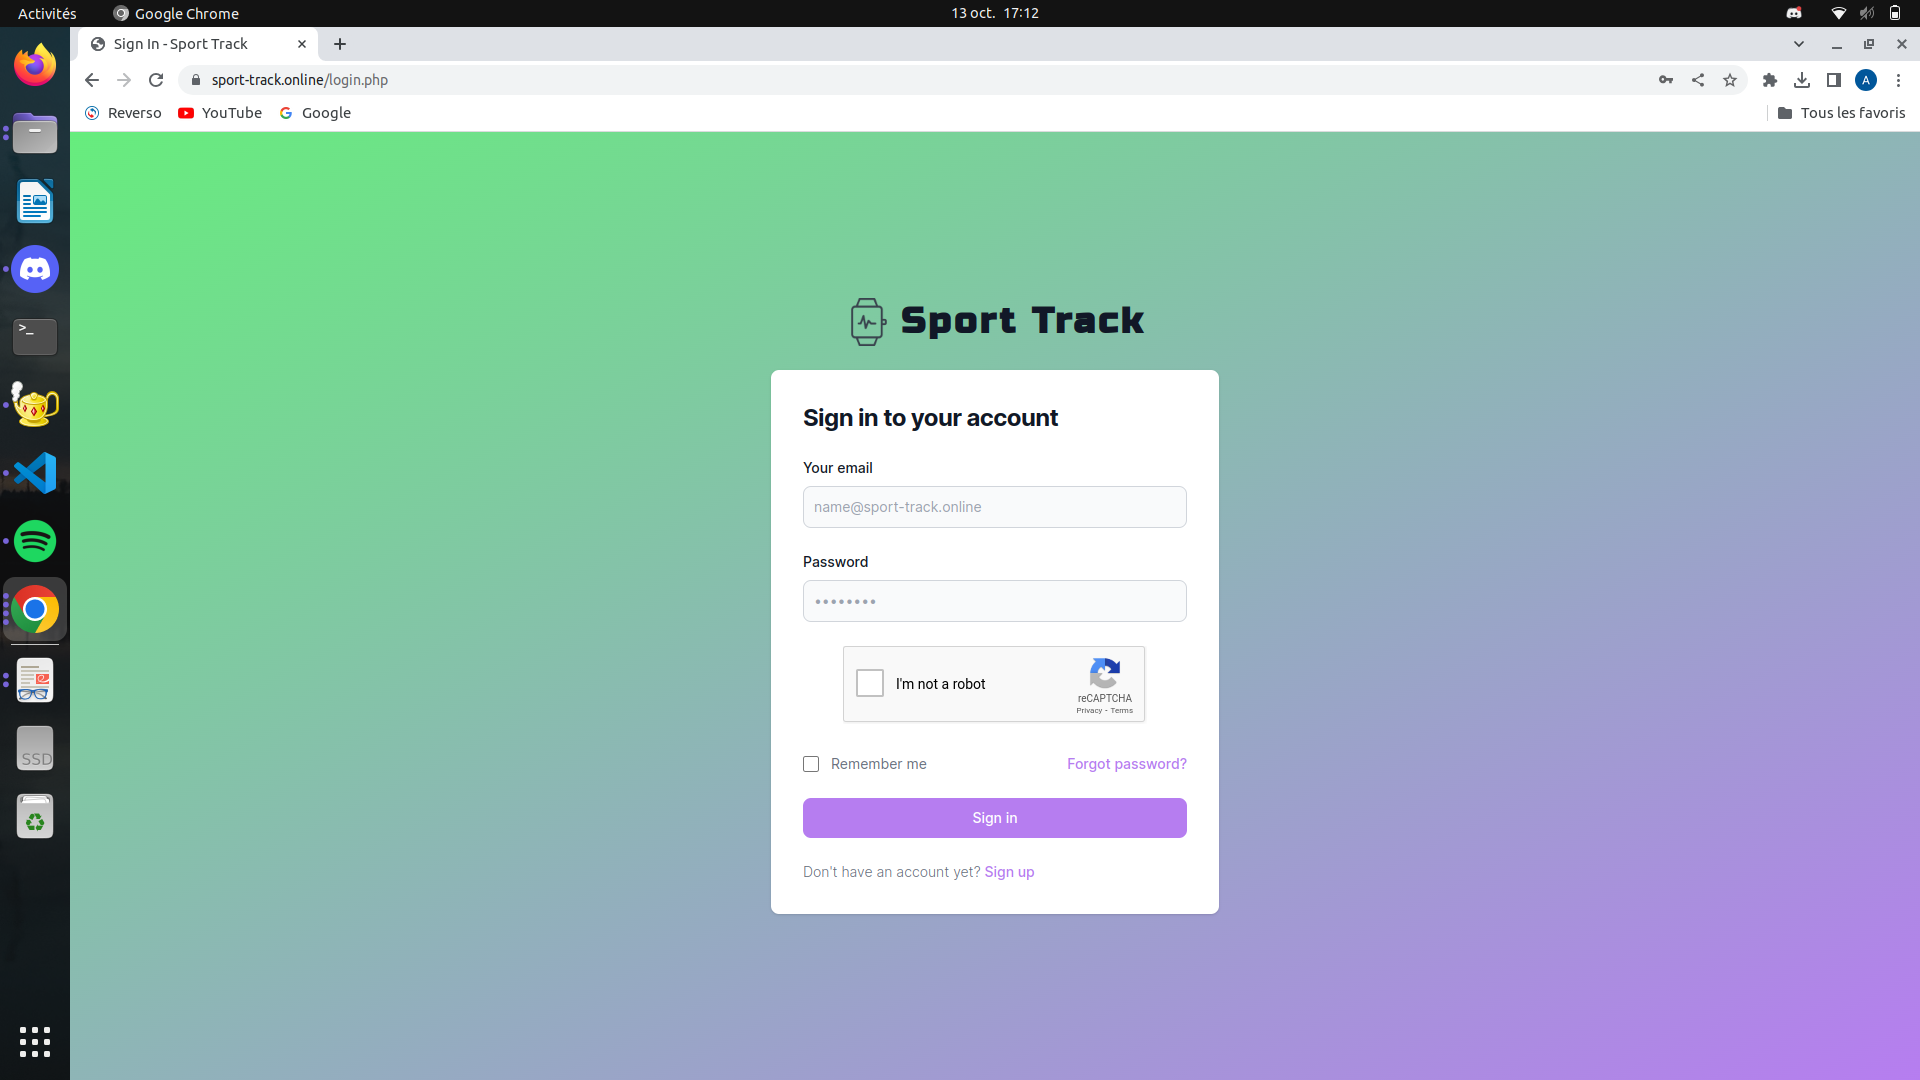 Activités
Google Chrome
13 oct. 17:12
Sign In - Sport Track
sport-track.online/login.php
A
Reverso
YouTube
Google
Tous les favoris
>_
SSD
Sport Track
Sign in to your account
Your email
name@sport-track.online
Password
••••••••
I'm not a robot
reCAPTCHA
Privacy - Terms
Remember me
Forgot password?
Sign in
Don't have an account yet? Sign up